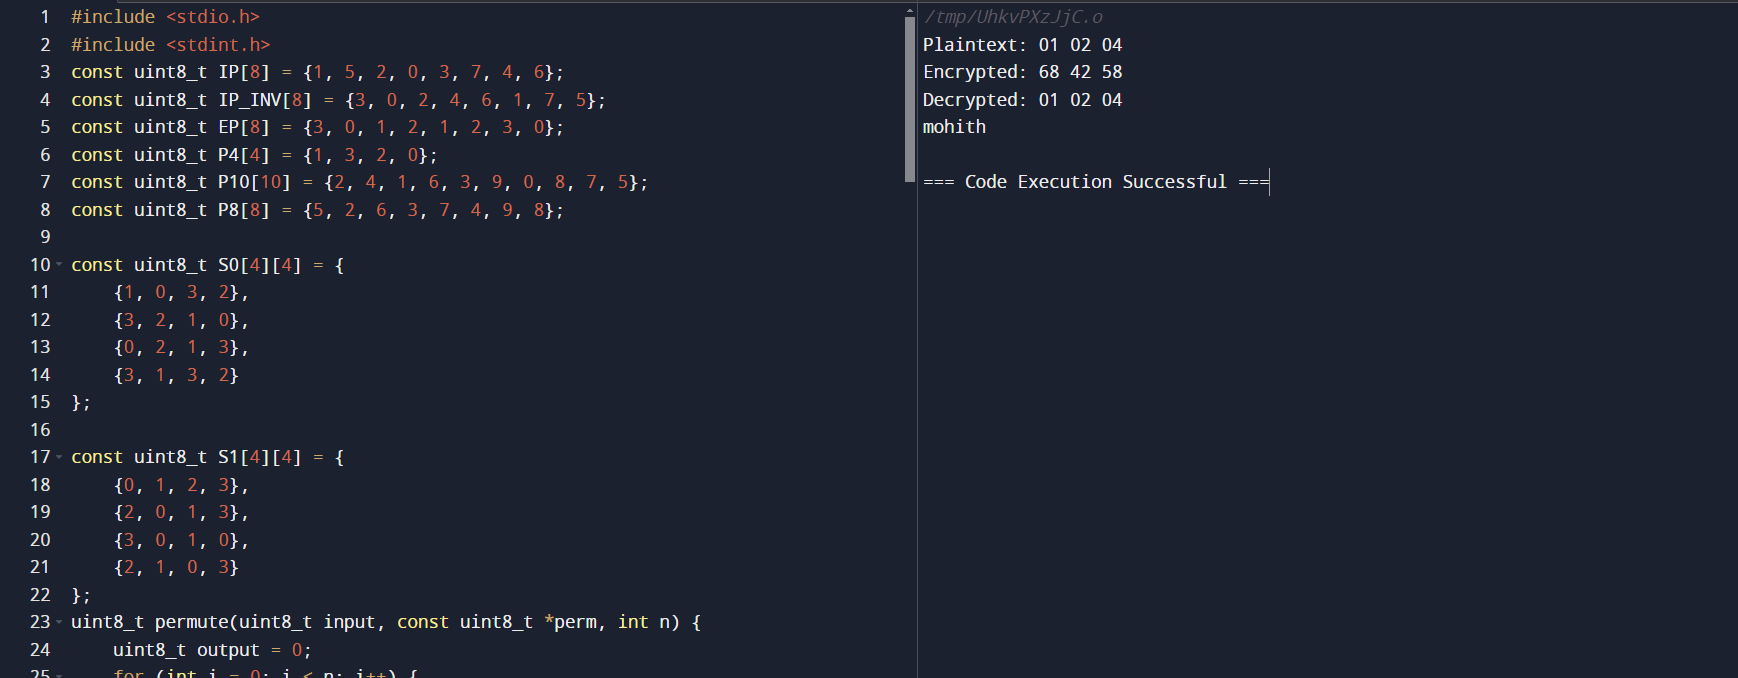 1 #include <stdio.h>
2 #include <stdint.h>
3 const uint8_t IP[8] = {1, 5, 2, 0, 3, 7, 4, 6};
4 const uint8_t IP_INV[8] = {3, 0, 2, 4, 6, 1, 7, 5};
5 const uint8_t EP[8] = {3, 0, 1, 2, 1, 2, 3, 0};
6 const uint8_t P4[4] = {1, 3, 2, 0};
7 const uint8_t P10[10] = {2, 4, 1, 6, 3, 9, 0, 8, 7, 5};
8 const uint8_t P8[8] = {5, 2, 6, 3, 7, 4, 9, 8};
9
10 const uint8_t S0[4][4] = {
11     {1, 0, 3, 2},
12     {3, 2, 1, 0},
13     {0, 2, 1, 3},
14     {3, 1, 3, 2}
15 };
16
17 const uint8_t S1[4][4] = {
18     {0, 1, 2, 3},
19     {2, 0, 1, 3},
20     {3, 0, 1, 0},
21     {2, 1, 0, 3}
22 };
23 uint8_t permute(uint8_t input, const uint8_t *perm, int n) {
24     uint8_t output = 0;
25     for (int i = 0; i < n; i++) {
/tmp/UhkvPXzJjC.o
Plaintext: 01 02 04
Encrypted: 68 42 58
Decrypted: 01 02 04
mohith
=== Code Execution Successful ===